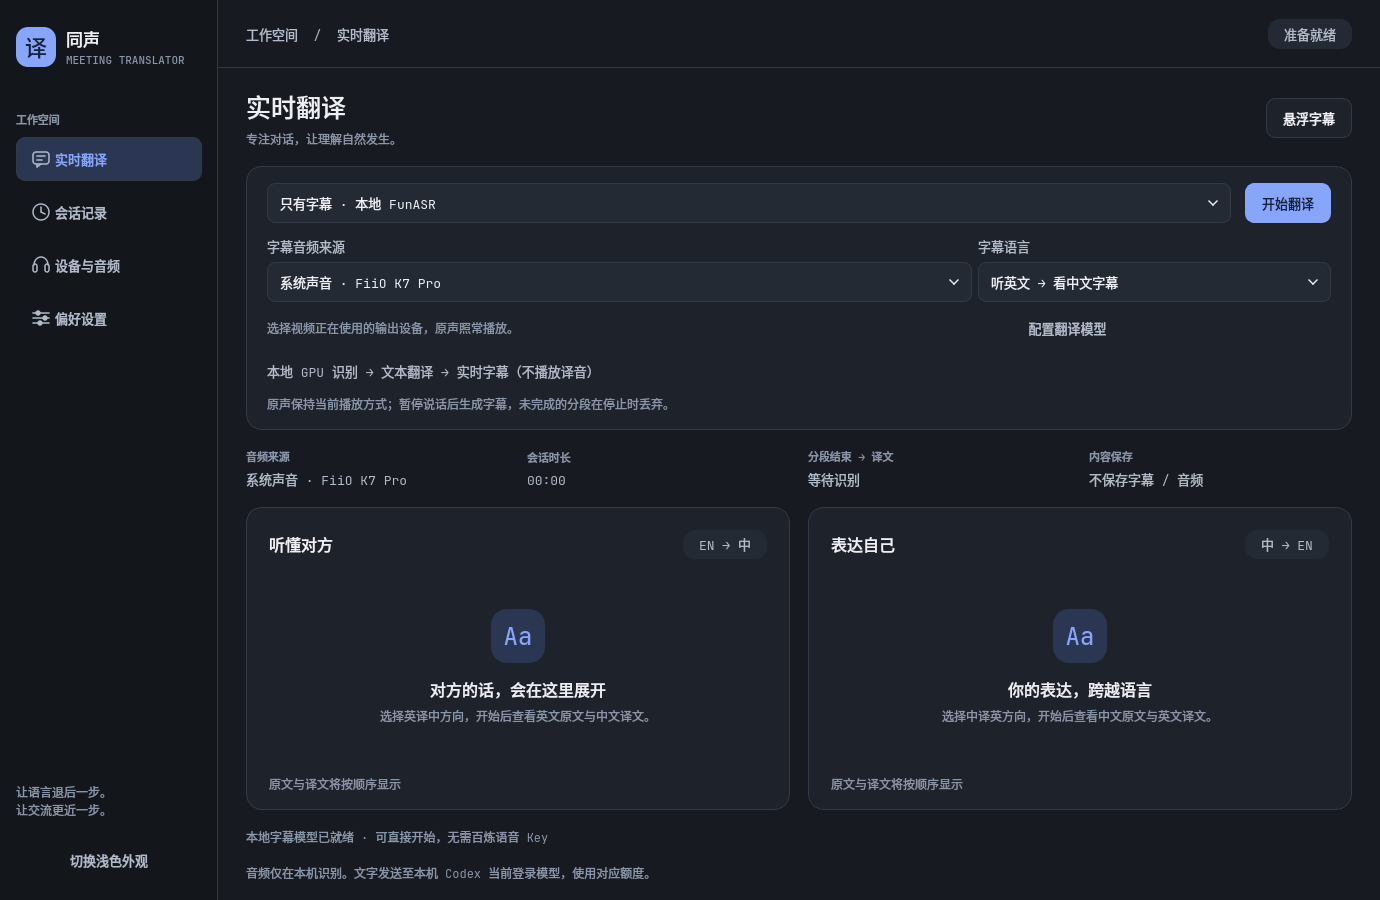 译
同声
MEETING TRANSLATOR
工作空间
实时翻译
会话记录
设备与音频
偏好设置
让语言退后一步。
让交流更近一步。
切换浅色外观
工作空间 / 实时翻译
准备就绪
实时翻译
专注对话，让理解自然发生。
悬浮字幕
只有字幕 · 本地 FunASR
开始翻译
字幕音频来源
字幕语言
系统声音 · FiiO K7 Pro
听英文 → 看中文字幕
选择视频正在使用的输出设备，原声照常播放。
配置翻译模型
本地 GPU 识别 → 文本翻译 → 实时字幕（不播放译音）
原声保持当前播放方式；暂停说话后生成字幕，未完成的分段在停止时丢弃。
音频来源
系统声音 · FiiO K7 Pro
会话时长
00:00
分段结束 → 译文
等待识别
内容保存
不保存字幕 / 音频
听懂对方
EN → 中
Aa
对方的话，会在这里展开
选择英译中方向，开始后查看英文原文与中文译文。
原文与译文将按顺序显示
表达自己
中 → EN
Aa
你的表达，跨越语言
选择中译英方向，开始后查看中文原文与英文译文。
原文与译文将按顺序显示
本地字幕模型已就绪 · 可直接开始，无需百炼语音 Key
音频仅在本机识别。文字发送至本机 Codex 当前登录模型，使用对应额度。